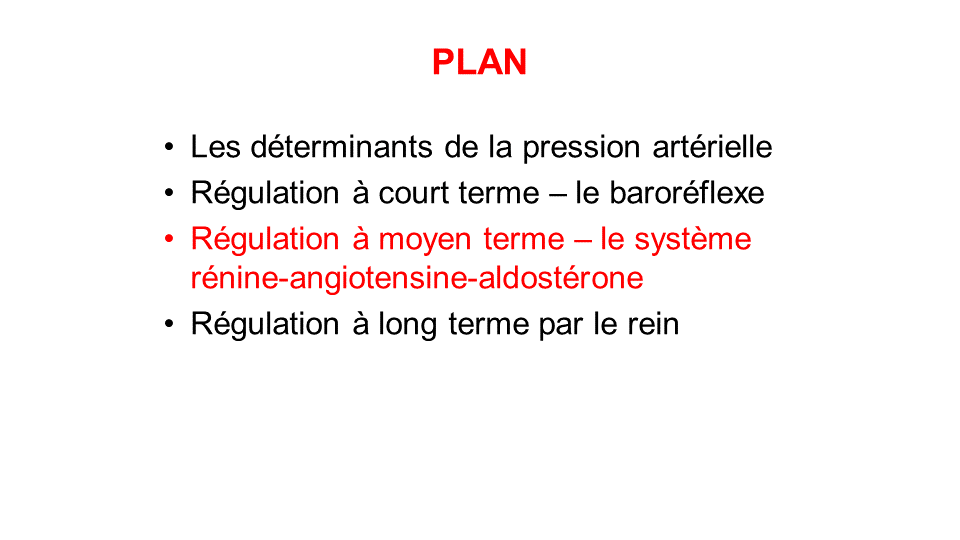 PLAN
• Les déterminants de la pression artérielle
• Régulation à court terme – le baroréflexe
• Régulation à moyen terme – le système
rénine-angiotensine-aldostérone
• Régulation à long terme par le rein